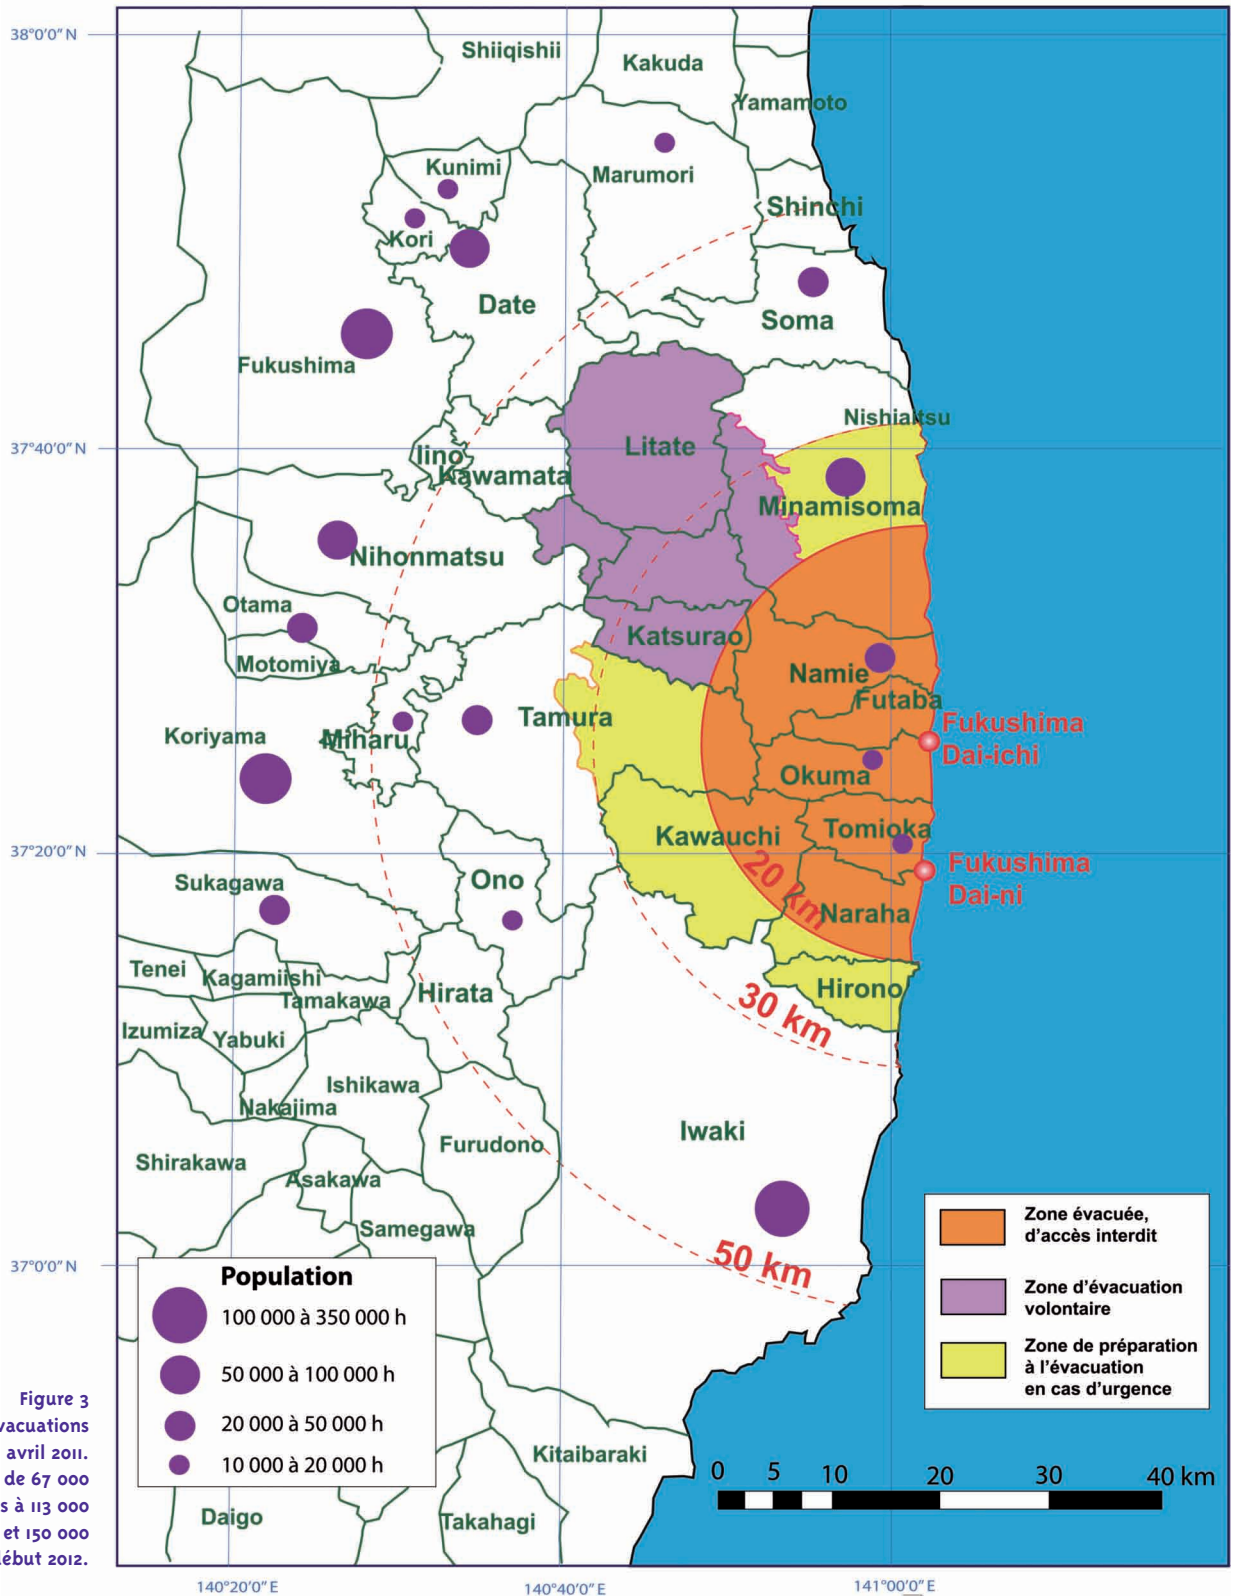 38°0'0" N
37°40'0" N
37°20'0" N
37°0'0" N
140°20'0" E
140°40'0" E
141°00'0" E
Shiiqishii
Kakuda
Yamamoto
Kunimi
Marumori
Kori
Shinchi
Date
Soma
Fukushima
Nishiaitsu
Litate
Iino
Kawamata
Minamisoma
Nihonmatsu
Otama
Katsurao
Motomiya
Namie
Futaba
Tamura
Koriyama
Miharu
Fukushima
Dai-ichi
Okuma
Kawauchi
Tomioka
20 km
Fukushima
Dai-ni
Ono
Sukagawa
Naraha
Tenei
Kagamiishi
Tamakawa
Hirata
Hirono
30 km
Izumiza
Yabuki
Ishikawa
Nakajima
Iwaki
Furudono
Shirakawa
Asakawa
Samegawa
50 km
Kitaibaraki
Daigo
Takahagi
Population
100 000 à 350 000 h
50 000 à 100 000 h
20 000 à 50 000 h
10 000 à 20 000 h
Zone évacuée,
d'accès interdit
Zone d'évacuation
volontaire
Zone de préparation
à l'évacuation
en cas d'urgence
0 5 10 20 30 40 km
Figure 3
vacuations
avril 2011.
de 67 000
s à 113 000
et 150 000
début 2012.